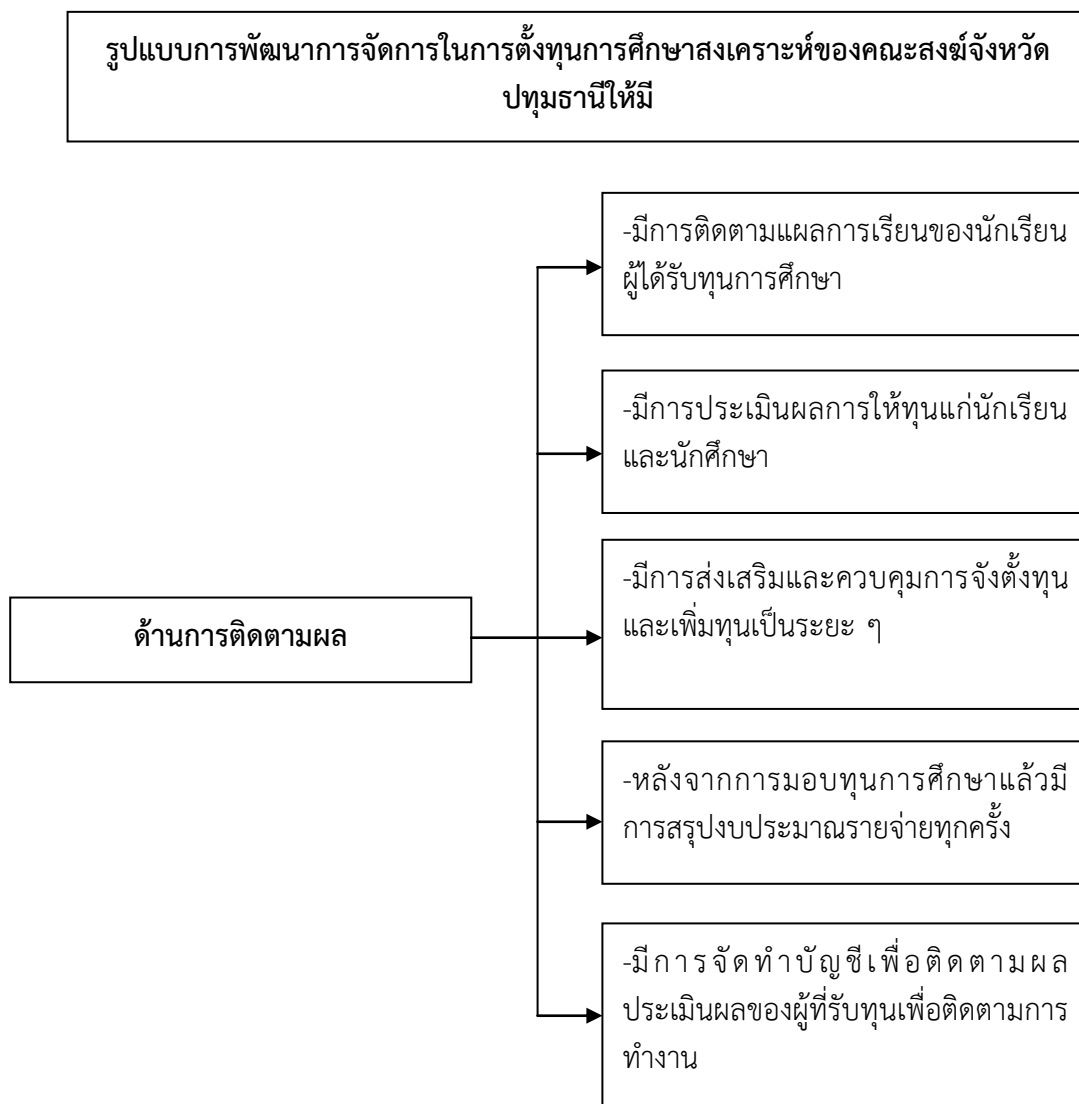 รูปแบบการพัฒนาการจัดการในการตั้งทุนการศึกษาสงเคราะห์ของคณะสงฆ์จังหวัด
ปทุมธานีให้มี
-มีการติดตามแผลการเรียนของนักเรียน
ผู้ได้รับทุนการศึกษา
-มีการประเมินผลการให้ทุนแก่นักเรียน
และนักศึกษา
-มีการส่งเสริมและควบคุมการจังตั้งทุน
และเพิ่มทุนเป็นระยะ ๆ
ด้านการติดตามผล
-หลังจากการมอบทุนการศึกษาแล้วมี
การสรุปงบประมาณรายจ่ายทุกครั้ง
-มีการจัดทำบัญชีเพื่อติดตามผล
ประเมินผลของผู้ที่รับทุนเพื่อติดตามการ
ทำงาน